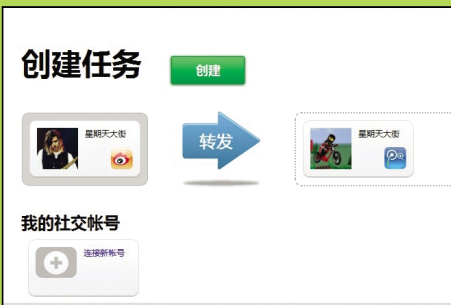 创建任务
创建
星期天大街
转发
星期天大街
我的社交帐号
连接新帐号